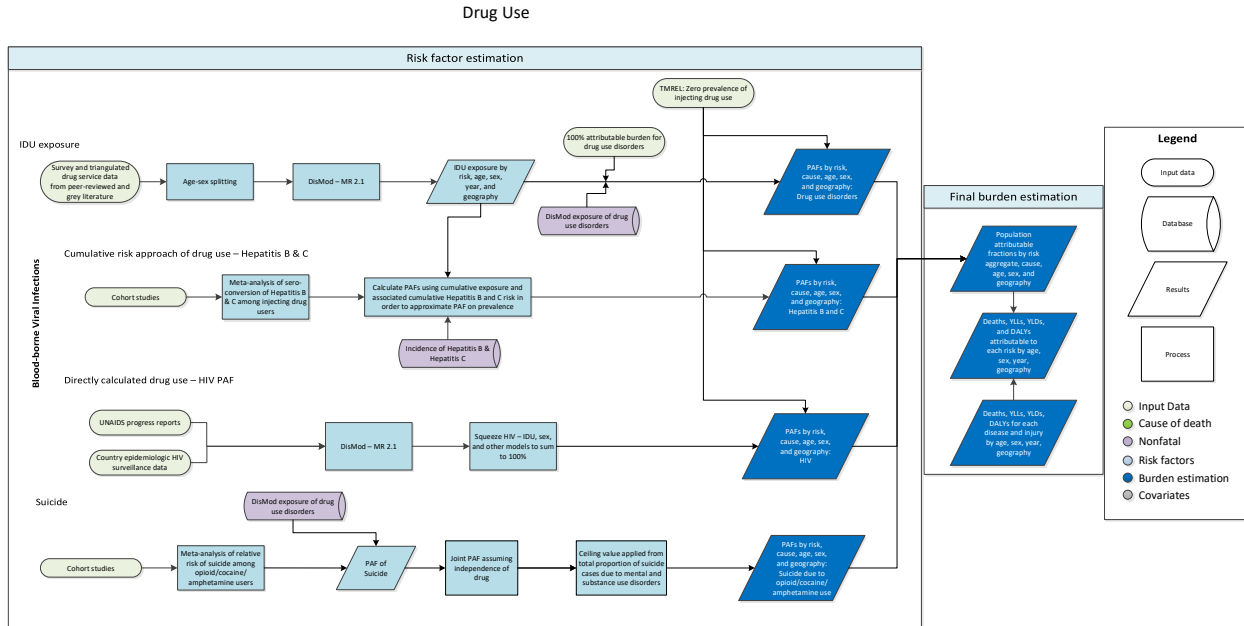 Drug Use
Risk factor estimation
TMREL: Zero prevalence of
injecting drug use
IDU exposure
100% attributable burden for
drug use disorders
Survey and triangulated
drug service data
from peer-reviewed and
grey literature
Age-sex splitting
DisMod – MR 2.1
IDU exposure by
risk, age, sex,
year, and
geography
DisMod exposure of drug
use disorders
PAFs by risk,
cause, age, sex,
and geography:
Drug use
disorders
Blood-borne Viral Infections
Cumulative risk approach of drug use – Hepatitis B & C
Cohort studies
Meta-analysis of sero-
conversion of Hepatitis B
& C among injecting drug
users
Calculate PAFs using cumulative exposure and
associated cumulative Hepatitis B and C risk in
order to approximate PAF on prevalence
Incidence of Hepatitis B &
Hepatitis C
PAFs by risk,
cause, age, sex,
and geography:
Hepatitis B and C
Directly calculated drug use – HIV PAF
UNAIDS progress reports
Country epidemiologic HIV
surveillance data
DisMod – MR 2.1
Squeeze HIV – IDU, sex,
and other models to sum
to 100%
PAFs by risk,
cause, age, sex,
and geography:
HIV
Suicide
DisMod exposure of drug
use disorders
Cohort studies
Meta-analysis of relative
risk of suicide among
opioid/cocaine/
amphetamine users
PAF of
Suicide
Joint PAF assuming
independence of
drug
Ceiling value applied from
total proportion of suicide
cases due to mental and
substance use disorders
PAFs by risk,
cause, age, sex,
and geography:
Suicide due to
opioid/cocaine/
amphetamine use
Final burden estimation
Population
attributable
fractions by risk
aggregate, cause,
age, sex, and
geography
Deaths, YLLs, YLDs,
and DALYs
attributable to
each risk by age,
sex, year,
geography
Deaths, YLLs, YLDs,
DALYs for each
disease and injury
by age, sex, year,
geography
Legend
Input data
Database
Results
Process
Input Data
Cause of death
Nonfatal
Risk factors
Burden estimation
Covariates